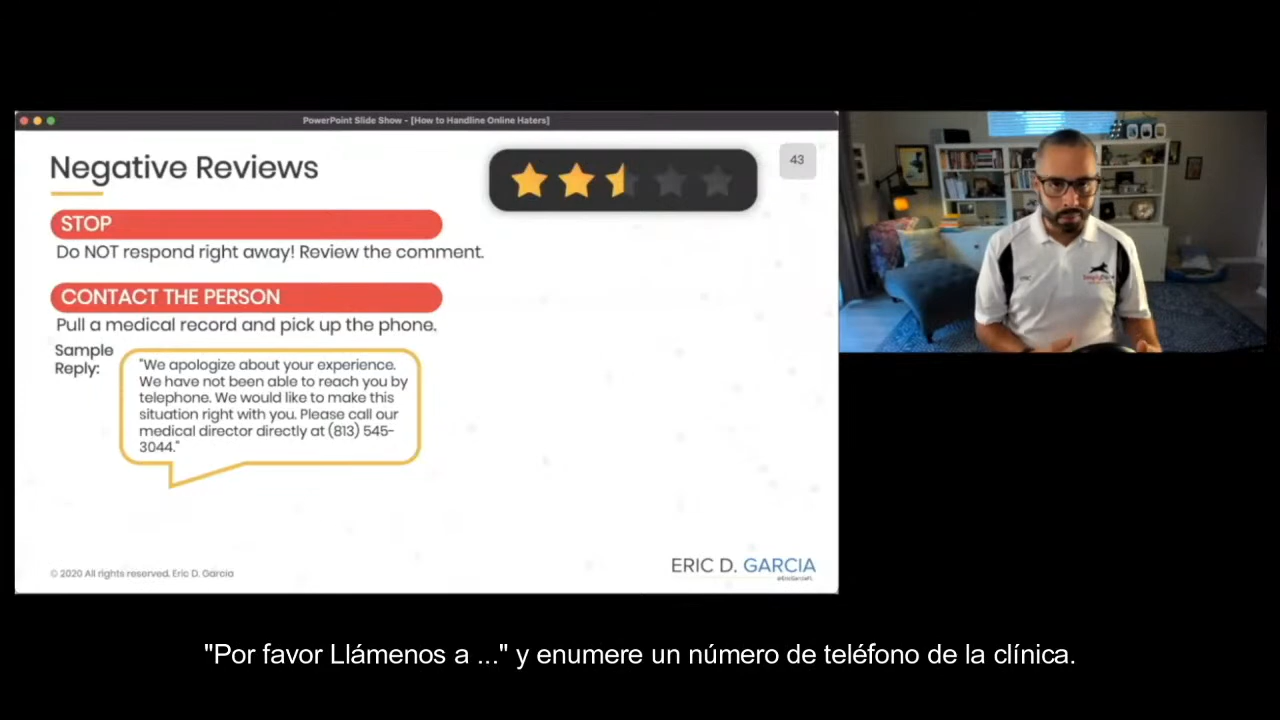 PowerPoint Slide Show - [How to Handline Online Haters]
Negative Reviews
43
STOP
Do NOT respond right away! Review the comment.
CONTACT THE PERSON
Pull a medical record and pick up the phone.
Sample
Reply:
"We apologize about your experience.
We have not been able to reach you by
telephone. We would like to make this
situation right with you. Please call our
medical director directly at (813) 545-
3044."
© 2020 All rights reserved. Eric D. Garcia
ERIC D. GARCIA
"Por favor Llámenos a ..." y enumere un número de teléfono de la clínica.